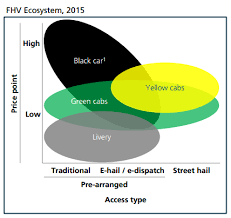 FHV Ecosystem, 2015
High
Black car¹
Yellow cabs
Price point
Low
Green cabs
Livery
Traditional E-hail / e-dispatch Street hail
Pre-arranged
Access type